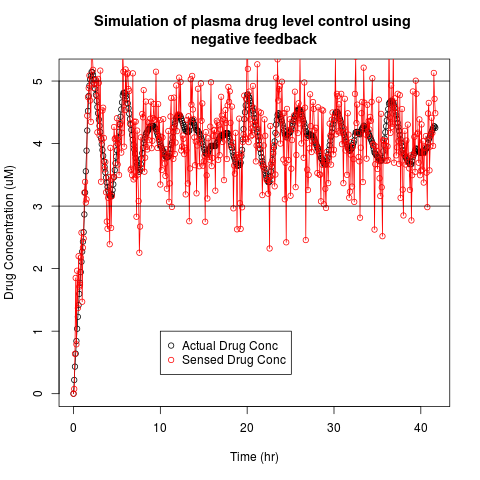 Simulation of plasma drug level control using
negative feedback
Drug Concentration (uM)
5
4
3
2
1
0
Actual Drug Conc
Sensed Drug Conc
0 10 20 30 40
Time (hr)